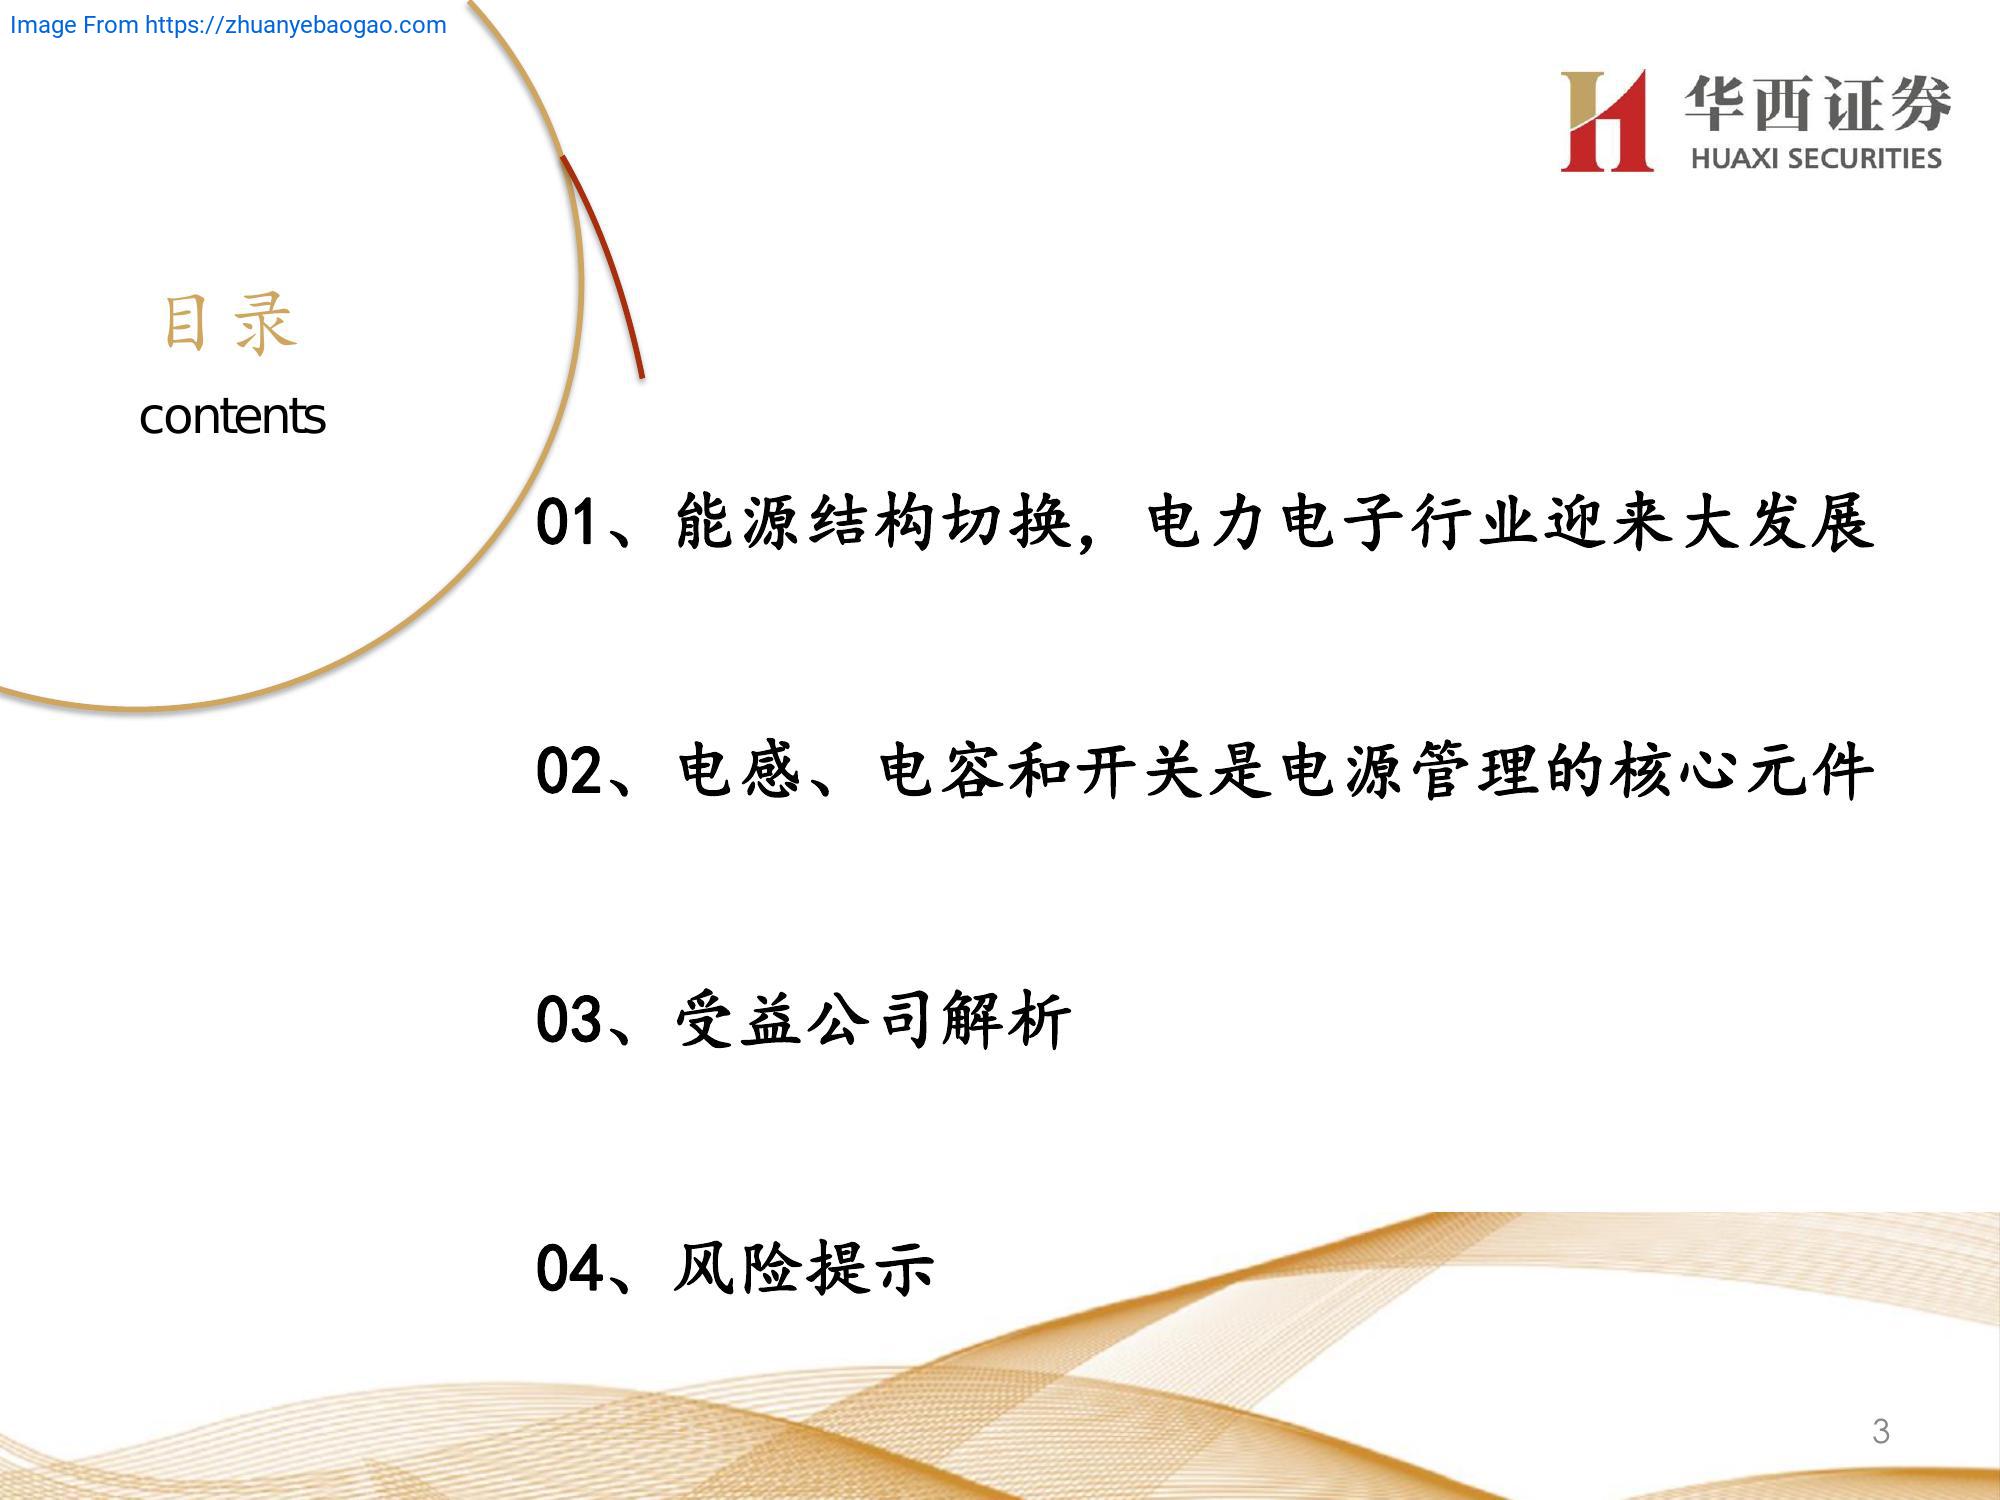 Image From https://zhuanyebaogao.com
华西证券
HUAXI SECURITIES
目录
contents
01、能源结构切换，电力电子行业迎来大发展
02、电感、电容和开关是电源管理的核心元件
03、受益公司解析
04、风险提示
3